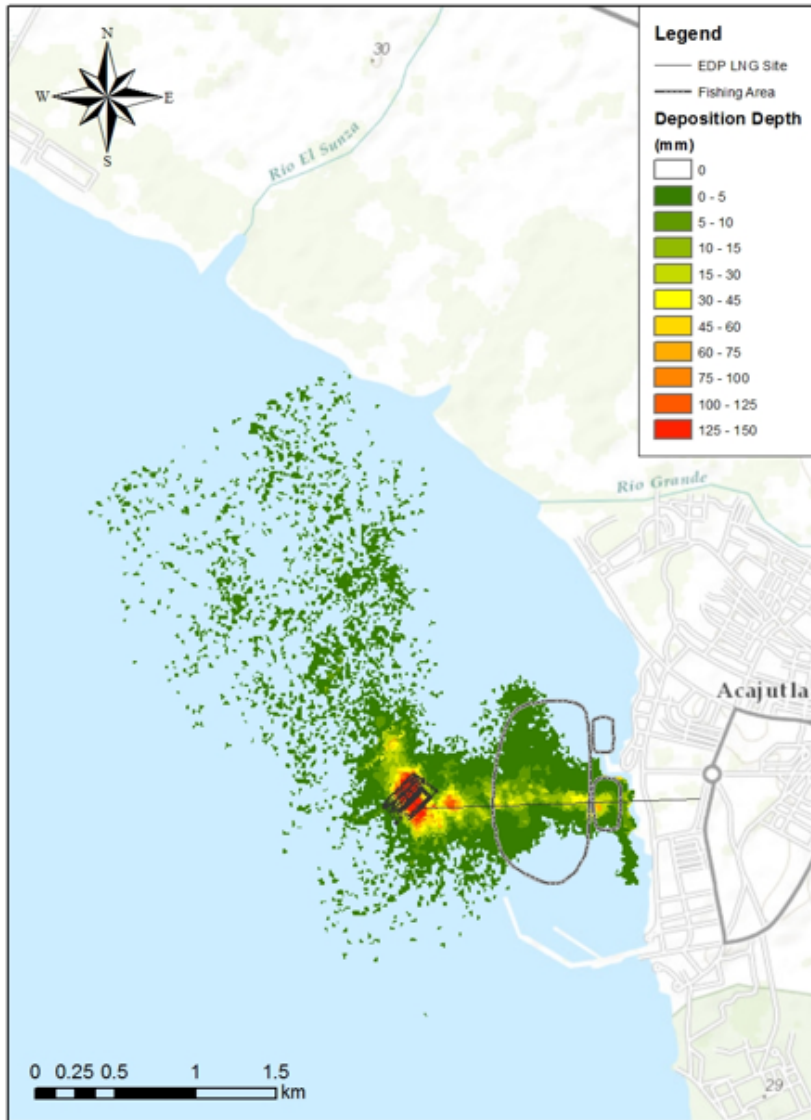 N
W
E
S
30
Rio El Sunza
Legend
EDP LNG Site
Fishing Area
Deposition Depth
(mm)
0
0 - 5
5 - 10
10 - 15
15 - 30
30 - 45
45 - 60
60 - 75
75 - 100
100 - 125
125 - 150
Rio Grande
Acajutla
0 0.25 0.5 1 1.5
km
29